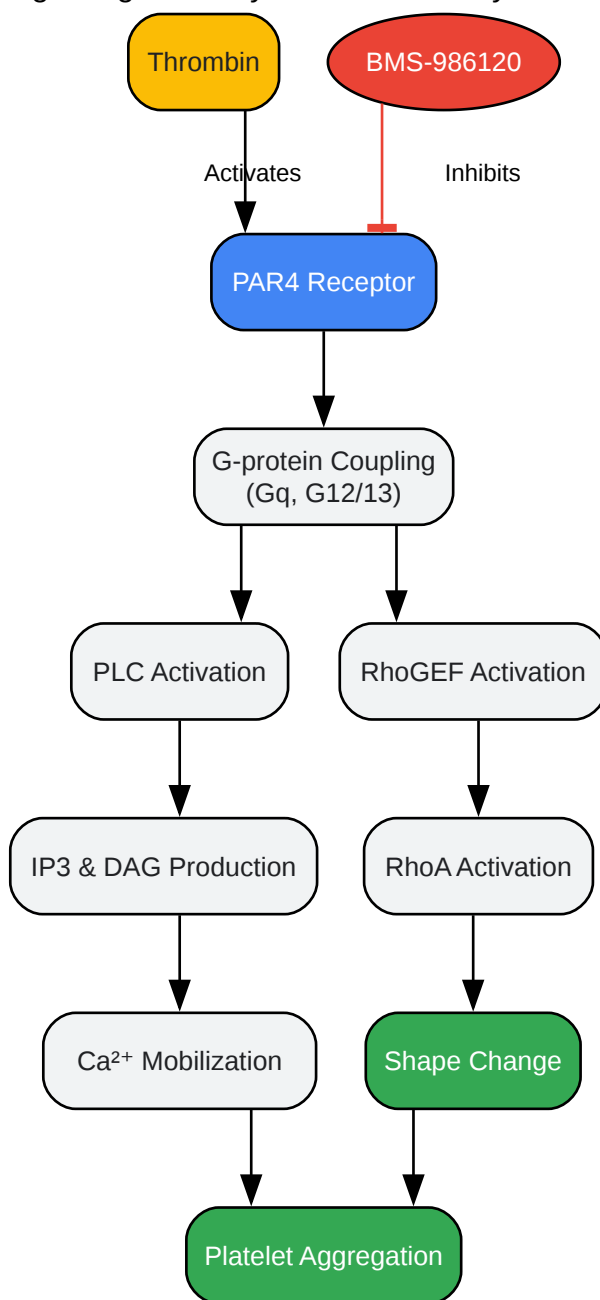 Thrombin
BMS-986120
Activates
Inhibits
PAR4 Receptor
G-protein Coupling
(Gq, G12/13)
PLC Activation
RhoGEF Activation
IP3 & DAG Production
RhoA Activation
Ca²⁺ Mobilization
Shape Change
Platelet Aggregation